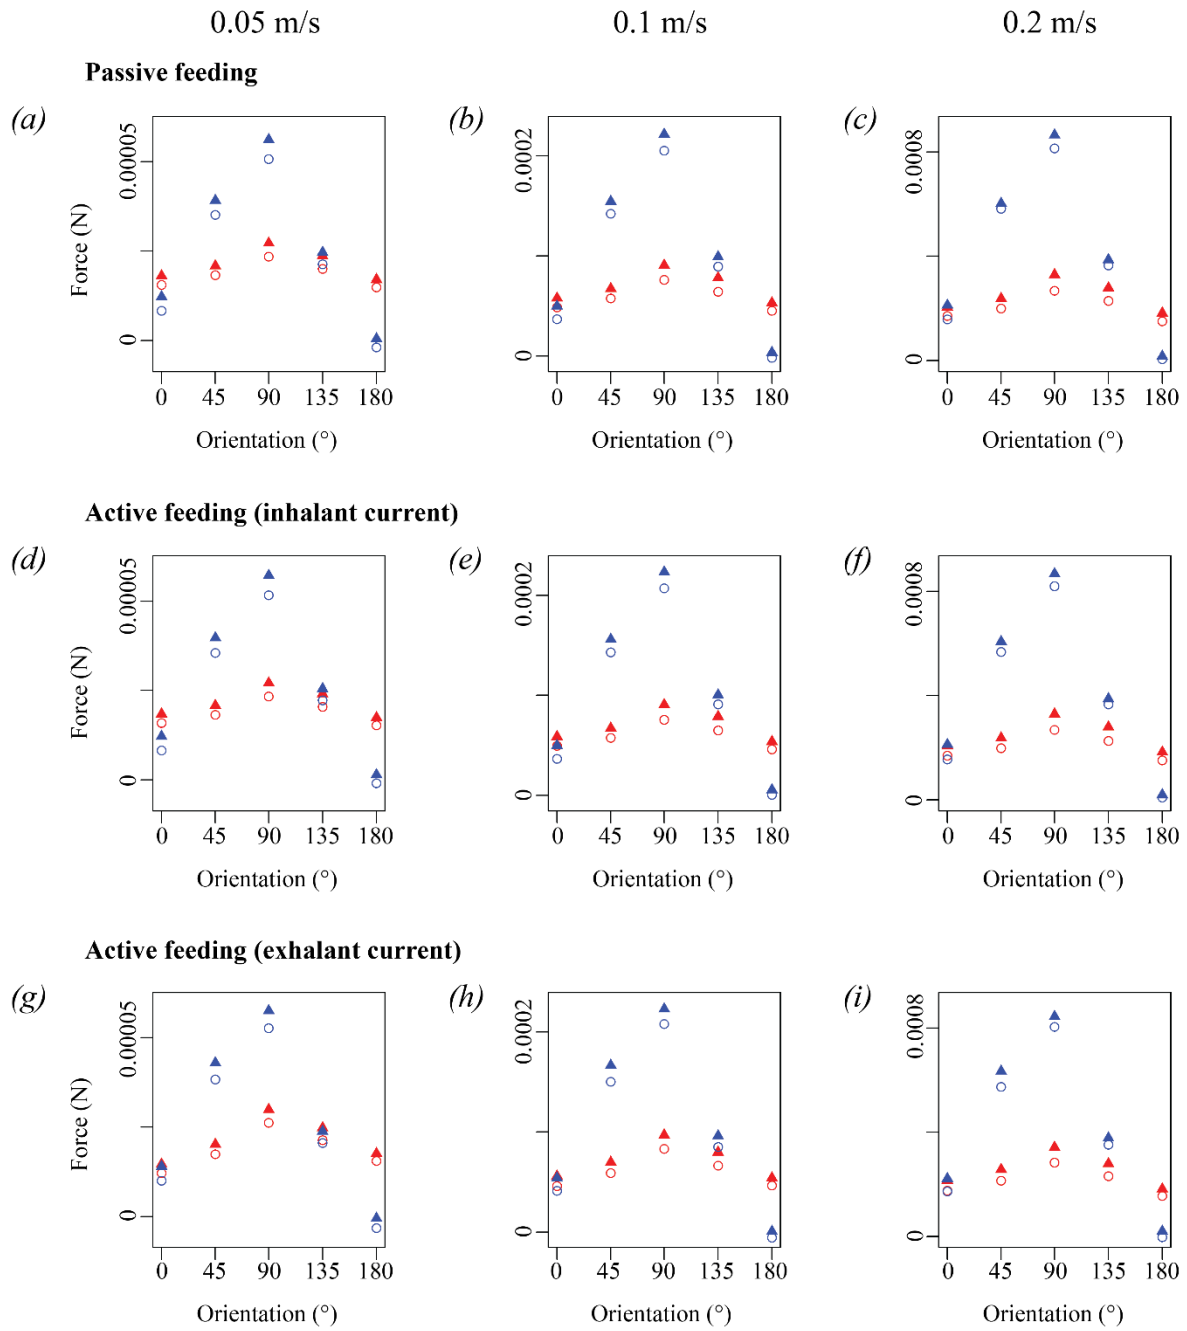 0.05 m/s 0.1 m/s 0.2 m/s
Passive feeding
(a) (b) (c)
0.00005 0.0002 0.0008
Force (N)
0 0 0
0 45 90 135 180 0 45 90 135 180 0 45 90 135 180
Orientation (°) Orientation (°) Orientation (°)
Active feeding (inhalant current)
(d) (e) (f)
0.00005 0.0002 0.0008
Force (N)
0 0 0
0 45 90 135 180 0 45 90 135 180 0 45 90 135 180
Orientation (°) Orientation (°) Orientation (°)
Active feeding (exhalant current)
(g) (h) (i)
0.00005 0.0002 0.0008
Force (N)
0 0 0
0 45 90 135 180 0 45 90 135 180 0 45 90 135 180
Orientation (°) Orientation (°) Orientation (°)